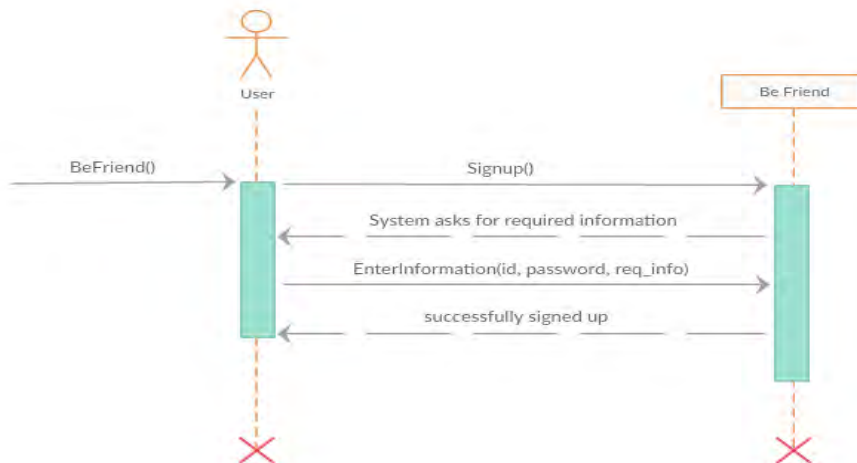 User
Be Friend
BeFriend()
Signup()
System asks for required information
EnterInformation(id, password, req_info)
successfully signed up